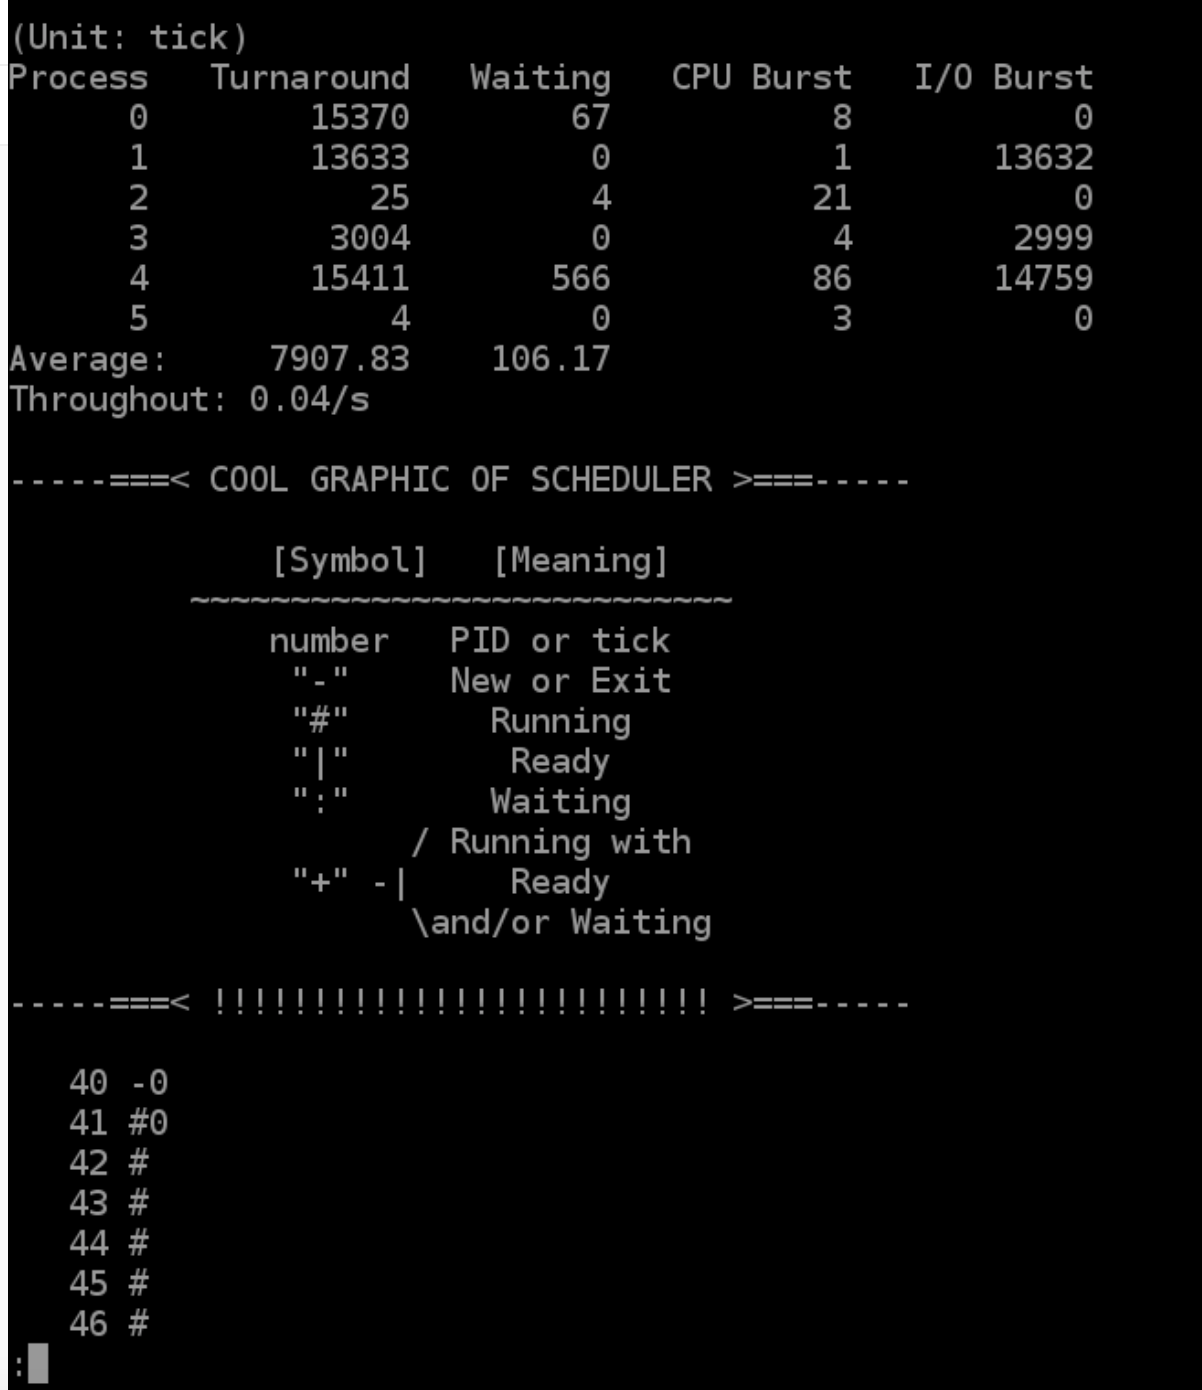 (Unit: tick)
Process   Turnaround   Waiting   CPU Burst   I/O Burst
      0        15370        67           8           0
      1        13633         0           1       13632
      2           25         4          21           0
      3         3004         0           4        2999
      4        15411       566          86       14759
      5            4         0           3           0
Average:     7907.83    106.17
Throughout: 0.04/s
-----===< COOL GRAPHIC OF SCHEDULER >===-----
             [Symbol]   [Meaning]
         ~~~~~~~~~~~~~~~~~~~~~~~~~~~
             number   PID or tick
              "-"     New or Exit
              "#"       Running
              "|"        Ready
              ":"       Waiting
                    / Running with
              "+" -|     Ready
                    \and/or Waiting
-----===< !!!!!!!!!!!!!!!!!!!!!!!!! >===-----
   40 -0
   41 #0
   42 #
   43 #
   44 #
   45 #
   46 #
: